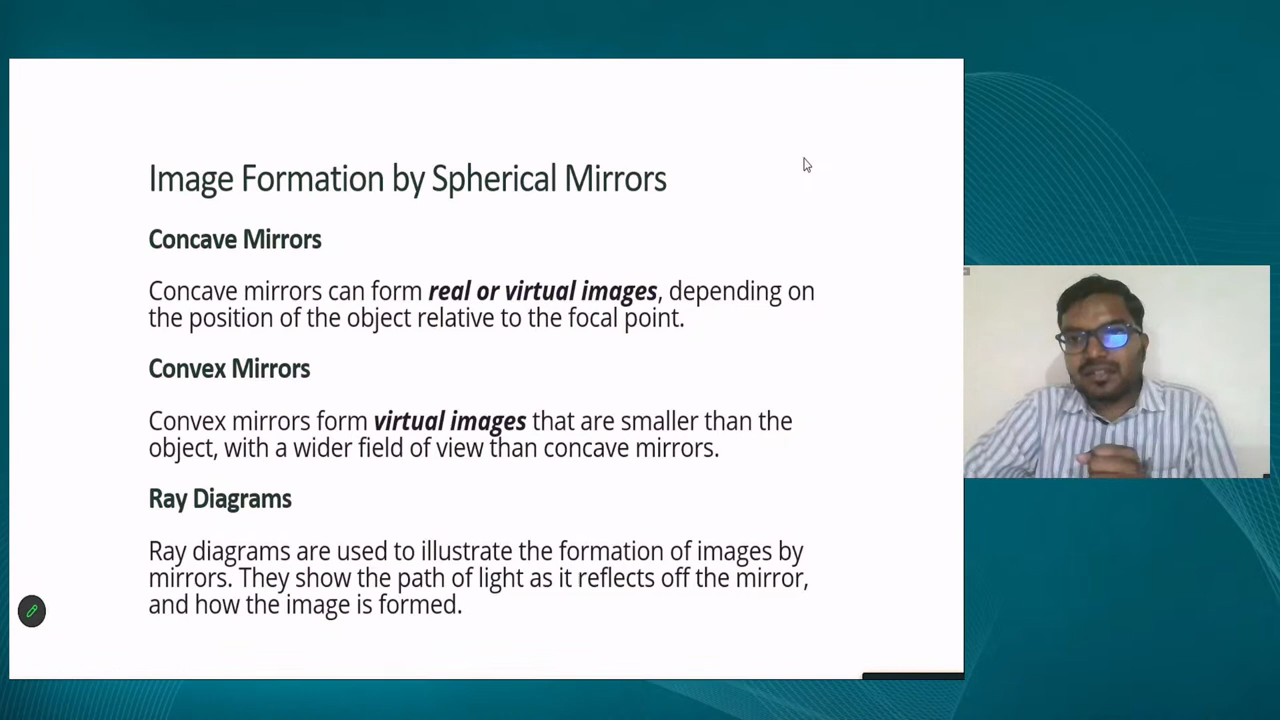 Image Formation by Spherical Mirrors
Concave Mirrors
Concave mirrors can form real or virtual images, depending on
the position of the object relative to the focal point.
Convex Mirrors
Convex mirrors form virtual images that are smaller than the
object, with a wider field of view than concave mirrors.
Ray Diagrams
Ray diagrams are used to illustrate the formation of images by
mirrors. They show the path of light as it reflects off the mirror,
and how the image is formed.